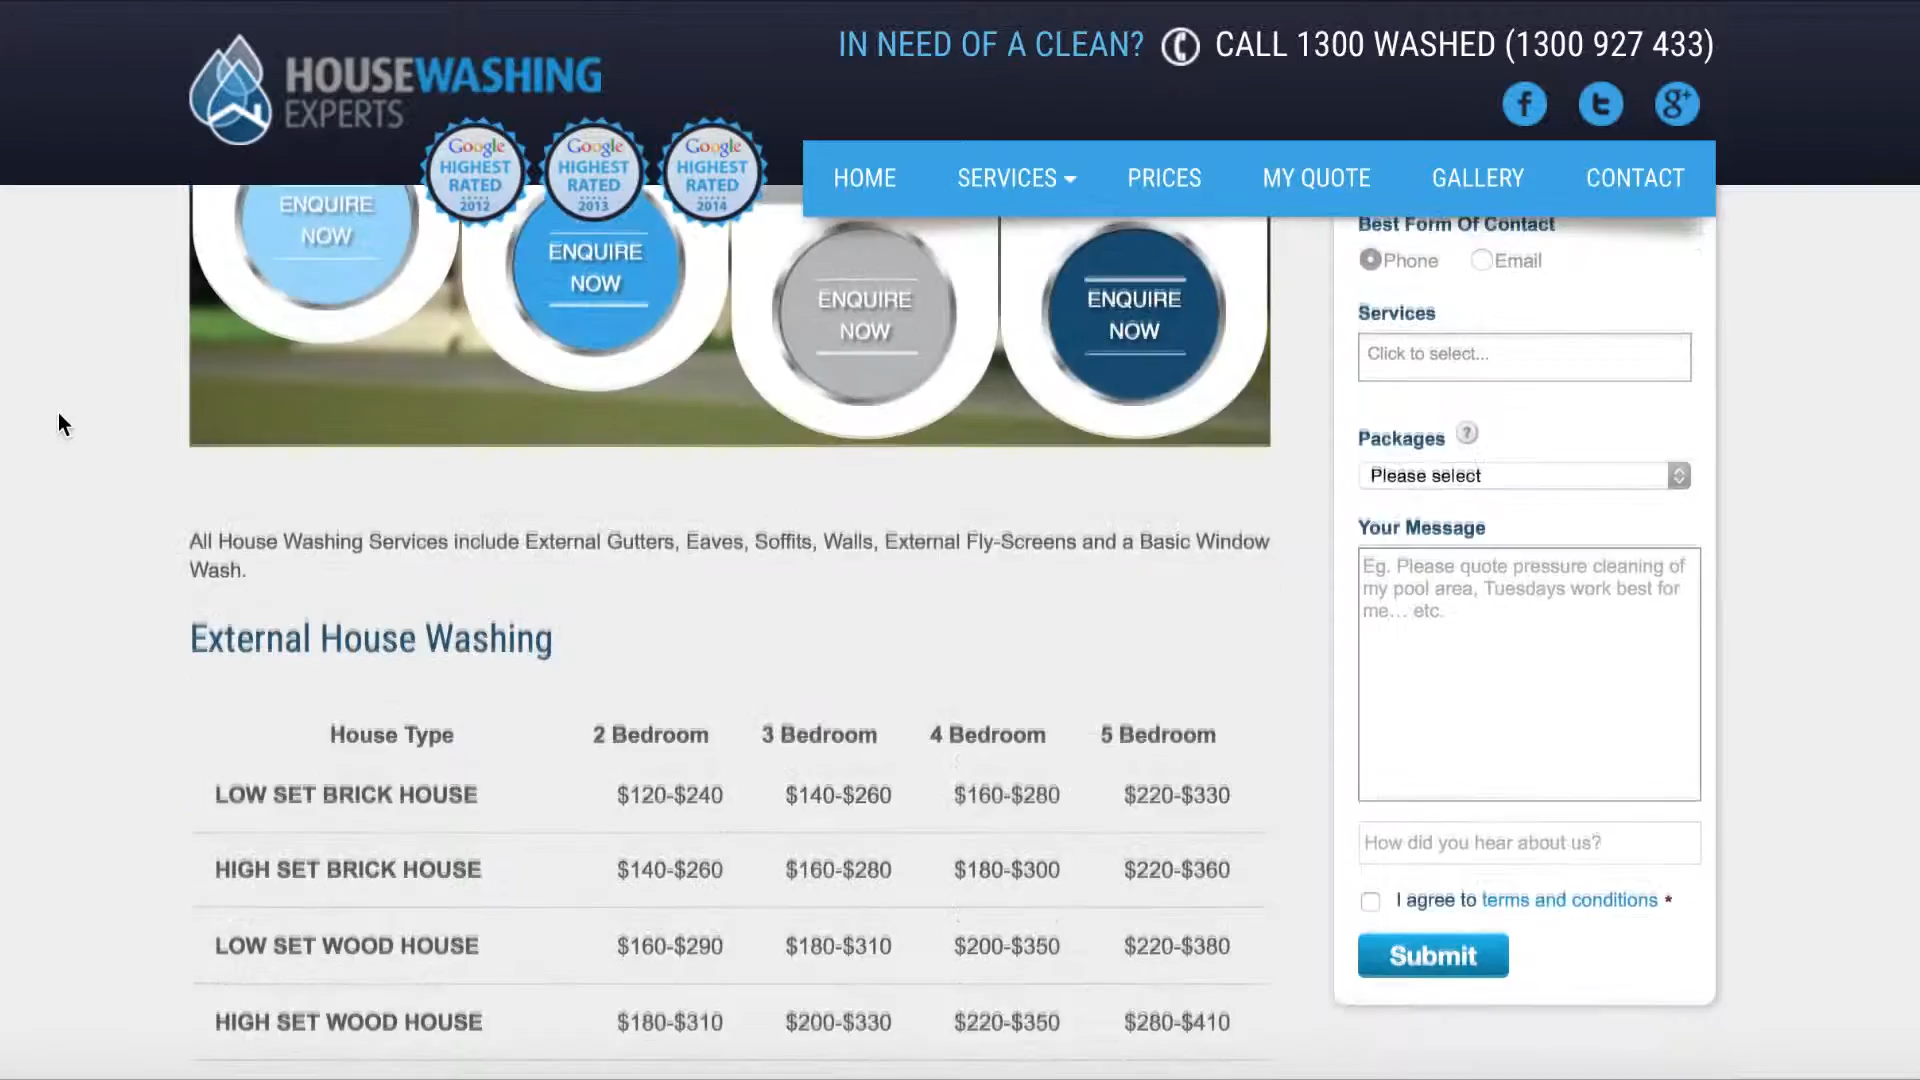 IN NEED OF A CLEAN? CALL 1300 WASHED (1300 927 433)
HOUSEWASHING
EXPERTS
Google
HIGHEST
RATED
2012
Google
HIGHEST
RATED
2013
Google
HIGHEST
RATED
2014
HOME SERVICES PRICES MY QUOTE GALLERY CONTACT
ENQUIRE
NOW
ENQUIRE
NOW
ENQUIRE
NOW
ENQUIRE
NOW
All House Washing Services include External Gutters, Eaves, Soffits, Walls, External Fly-Screens and a Basic Window
Wash.
External House Washing
House Type 2 Bedroom 3 Bedroom 4 Bedroom 5 Bedroom
LOW SET BRICK HOUSE $120-$240 $140-$260 $160-$280 $220-$330
HIGH SET BRICK HOUSE $140-$260 $160-$280 $180-$300 $220-$360
LOW SET WOOD HOUSE $160-$290 $180-$310 $200-$350 $220-$380
HIGH SET WOOD HOUSE $180-$310 $200-$330 $220-$350 $280-$410
Best Form Of Contact
Phone Email
Services
Click to select...
Packages ?
Please select
Your Message
Eg. Please quote pressure cleaning of
my pool area, Tuesdays work best for
me... etc.
How did you hear about us?
I agree to terms and conditions *
Submit